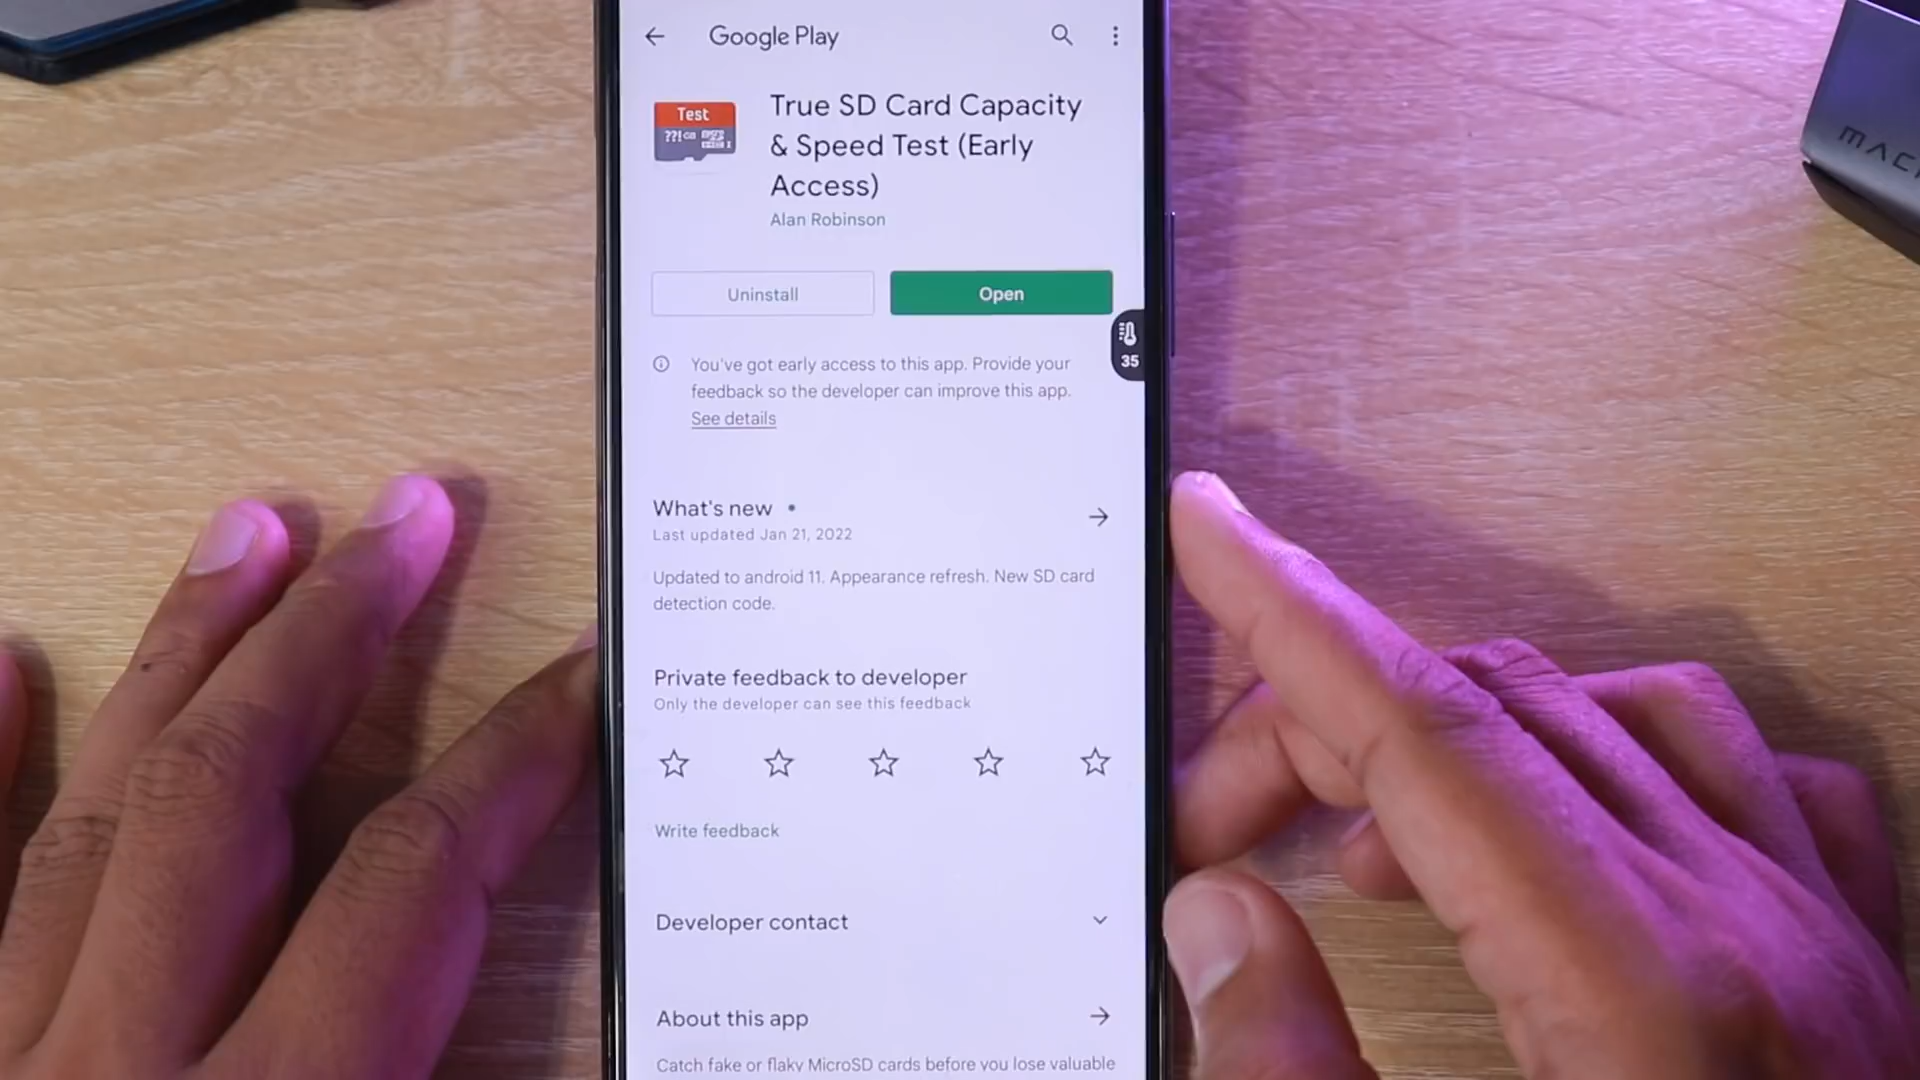 Google Play
Test
True SD Card Capacity
& Speed Test (Early
Access)
Alan Robinson
Uninstall
Open
35
You've got early access to this app. Provide your
feedback so the developer can improve this app.
See details
What's new
Last updated Jan 21, 2022
Updated to android 11. Appearance refresh. New SD card
detection code.
Private feedback to developer
Only the developer can see this feedback
Write feedback
Developer contact
About this app
Catch fake or flaky MicroSD cards before you lose valuable